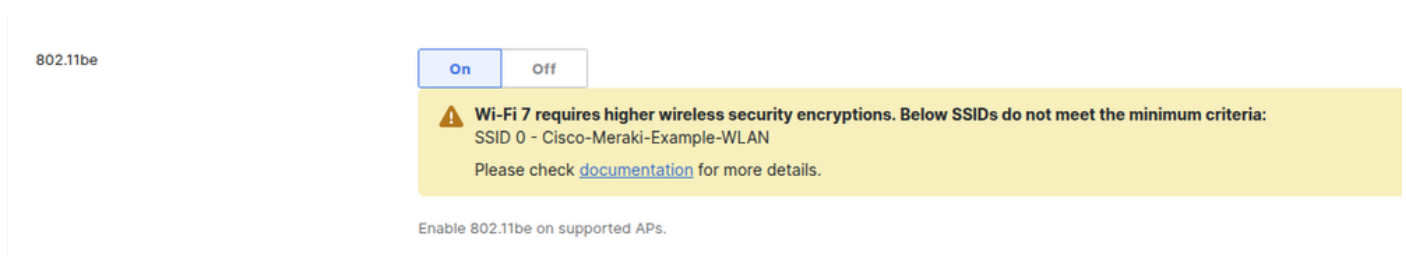 802.11be
On Off
Wi-Fi 7 requires higher wireless security encryptions. Below SSIDs do not meet the minimum criteria:
SSID 0 - Cisco-Meraki-Example-WLAN
Please check documentation for more details.
Enable 802.11be on supported APs.